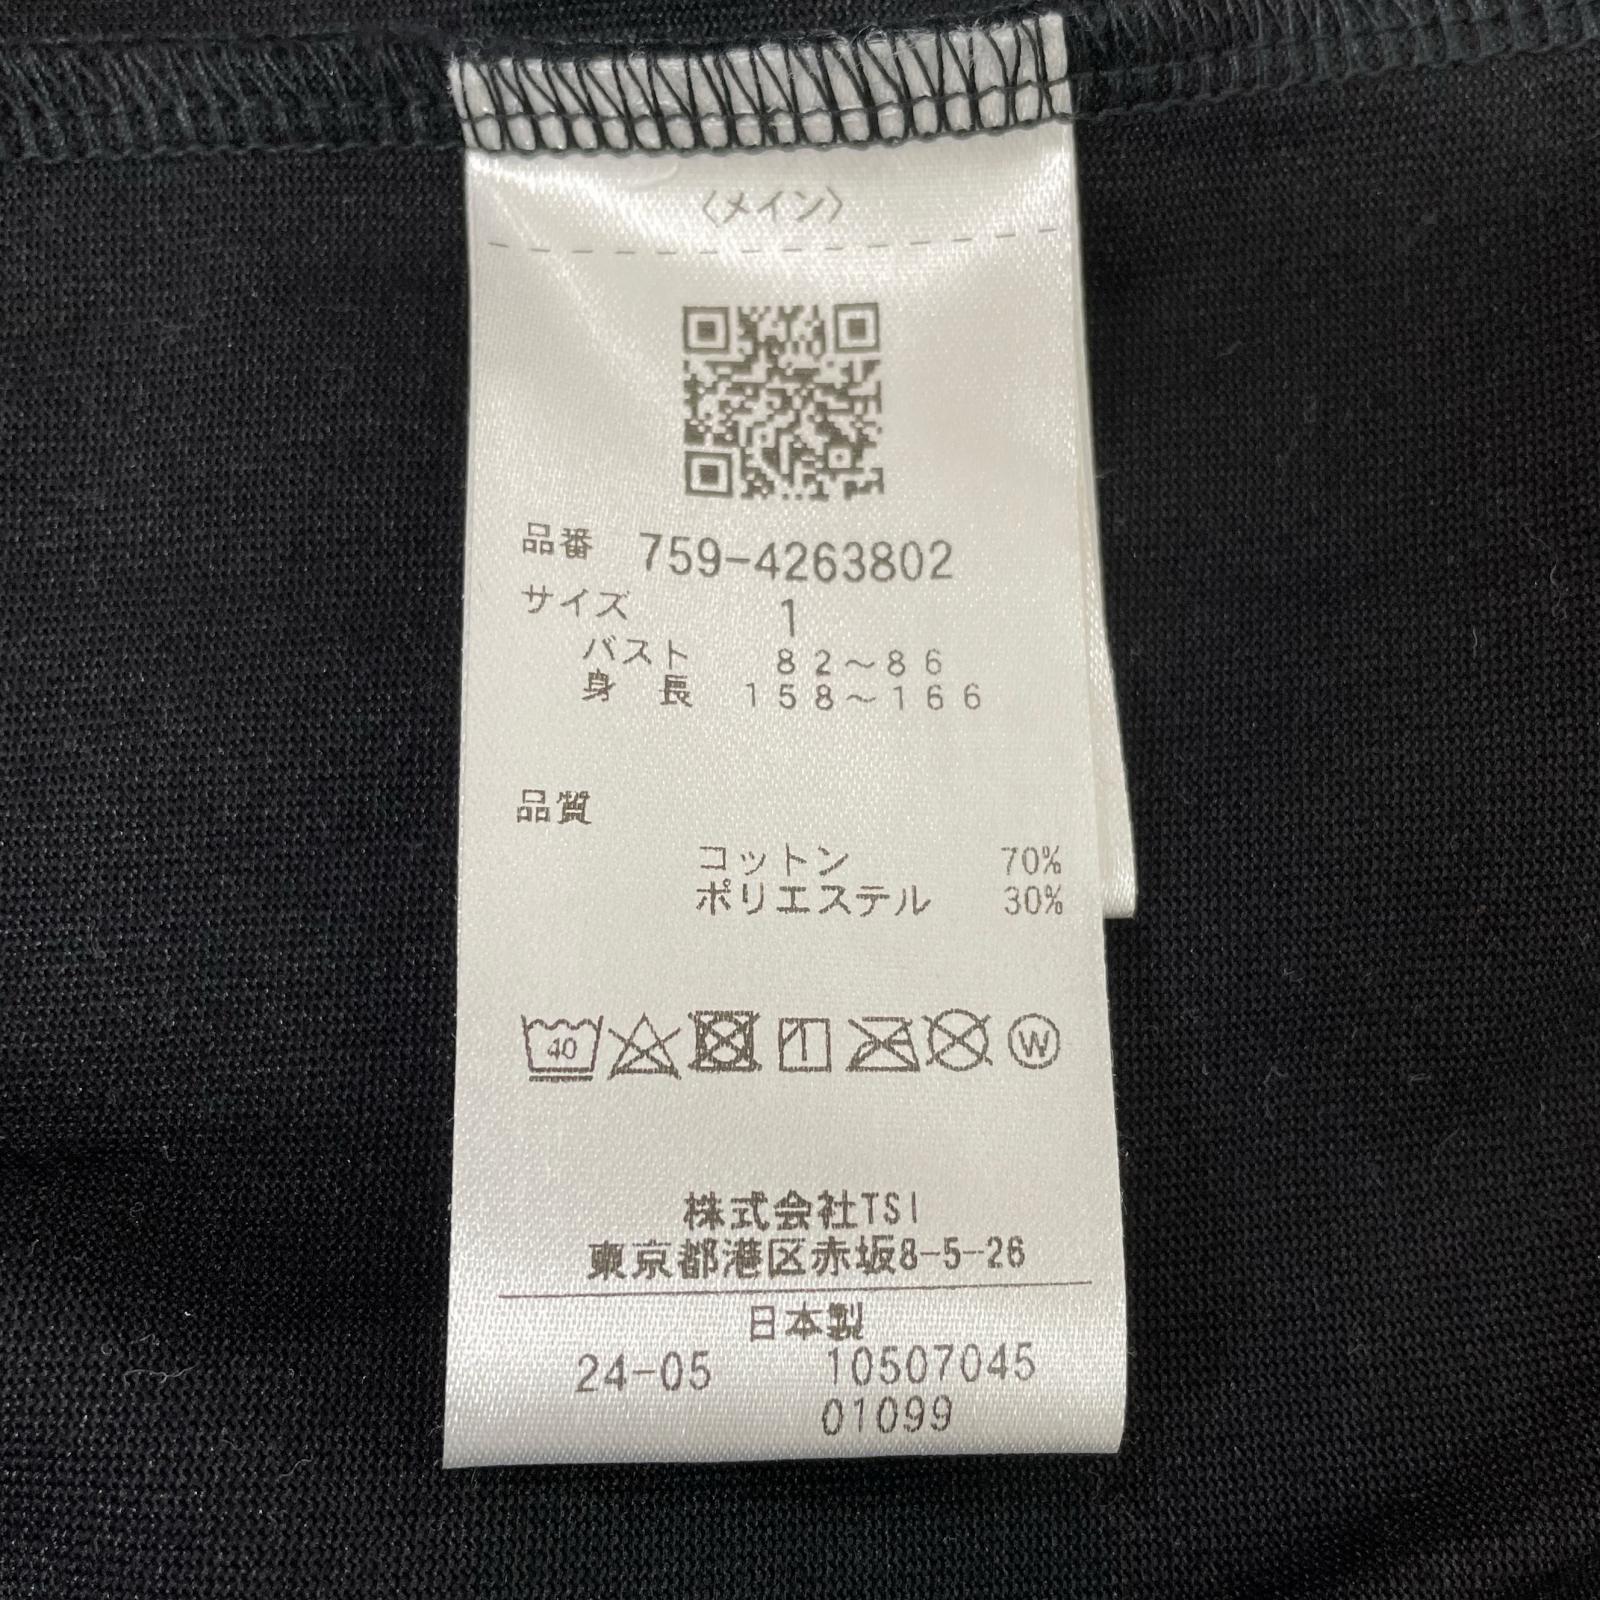 〈メイン〉
品番 759-4263802
サイズ 1
バスト 82～86
身長 158～166
品質
コットン 70%
ポリエステル 30%
40
W
株式会社TSI
東京都港区赤坂8-5-26
日本製
24-05 10507045
01099